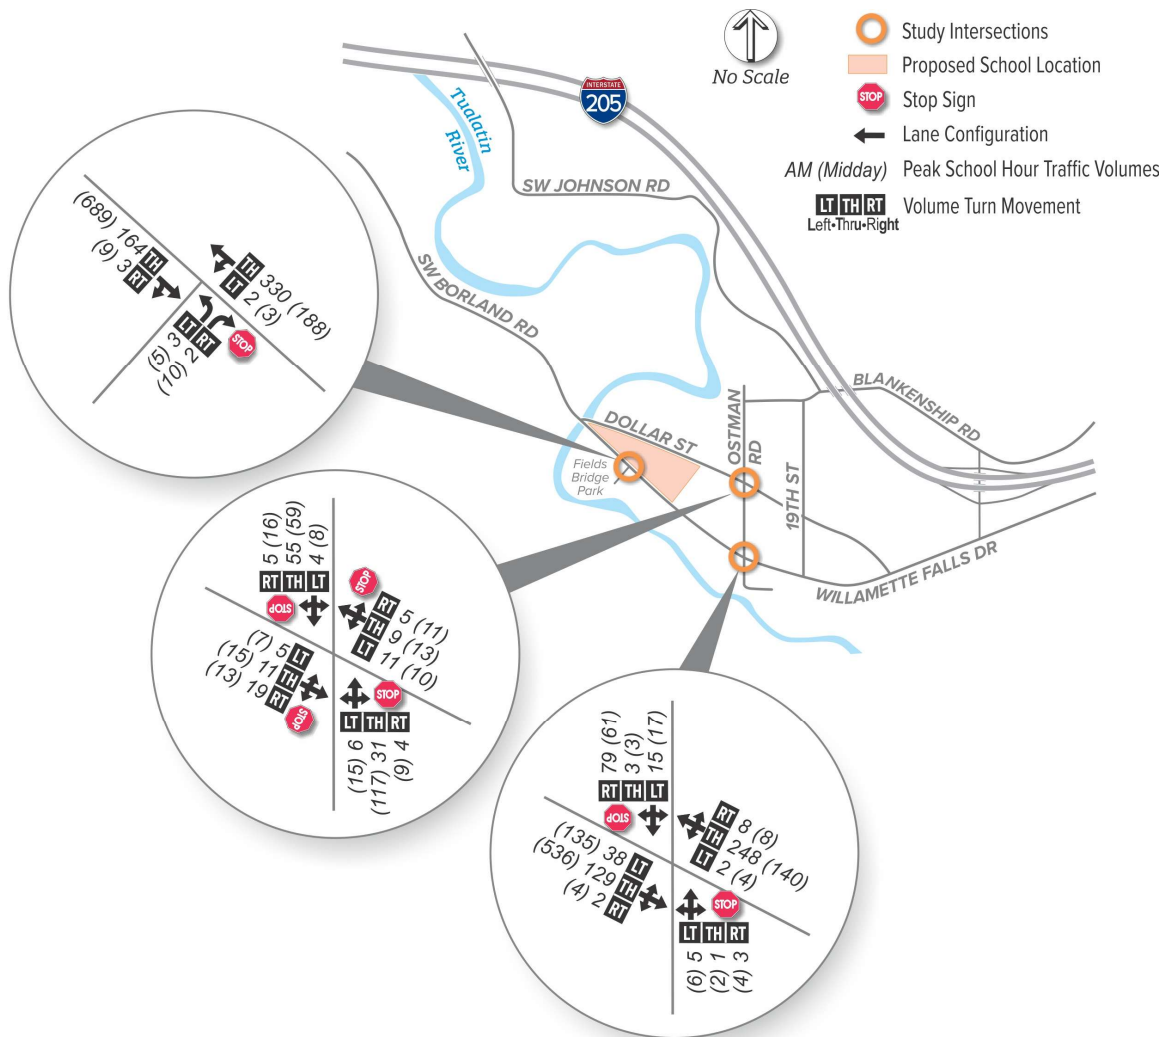 No Scale
Study Intersections
Proposed School Location
STOP
Stop Sign
Lane Configuration
AM (Midday)
Peak School Hour Traffic Volumes
LT TH RT
Left•Thru•Right
Volume Turn Movement
INTERSTATE
205
Tualatin
River
SW JOHNSON RD
SW BORLAND RD
DOLLAR ST
OSTMAN
RD
19TH ST
BLANKENSHIP RD
WILLAMETTE FALLS DR
Fields
Bridge
Park
(689) 164 TH
(9) 3 RT
TH 330 (188)
LT 2 (3)
LT RT
(5) 3
(10) 2
STOP
5 (16)
55 (59)
4 (8)
RT TH LT
STOP
STOP
RT 5 (11)
TH 9 (13)
LT 11 (10)
(7) 5 LT
(15) 11 TH
(13) 19 RT
STOP
STOP
LT TH RT
(15) 6
(117) 31
(9) 4
79 (61)
3 (3)
15 (17)
RT TH LT
STOP
RT 8 (8)
TH 248 (140)
LT 2 (4)
(135) 38 LT
(536) 129 TH
(4) 2 RT
STOP
LT TH RT
(6) 5
(2) 1
(4) 3